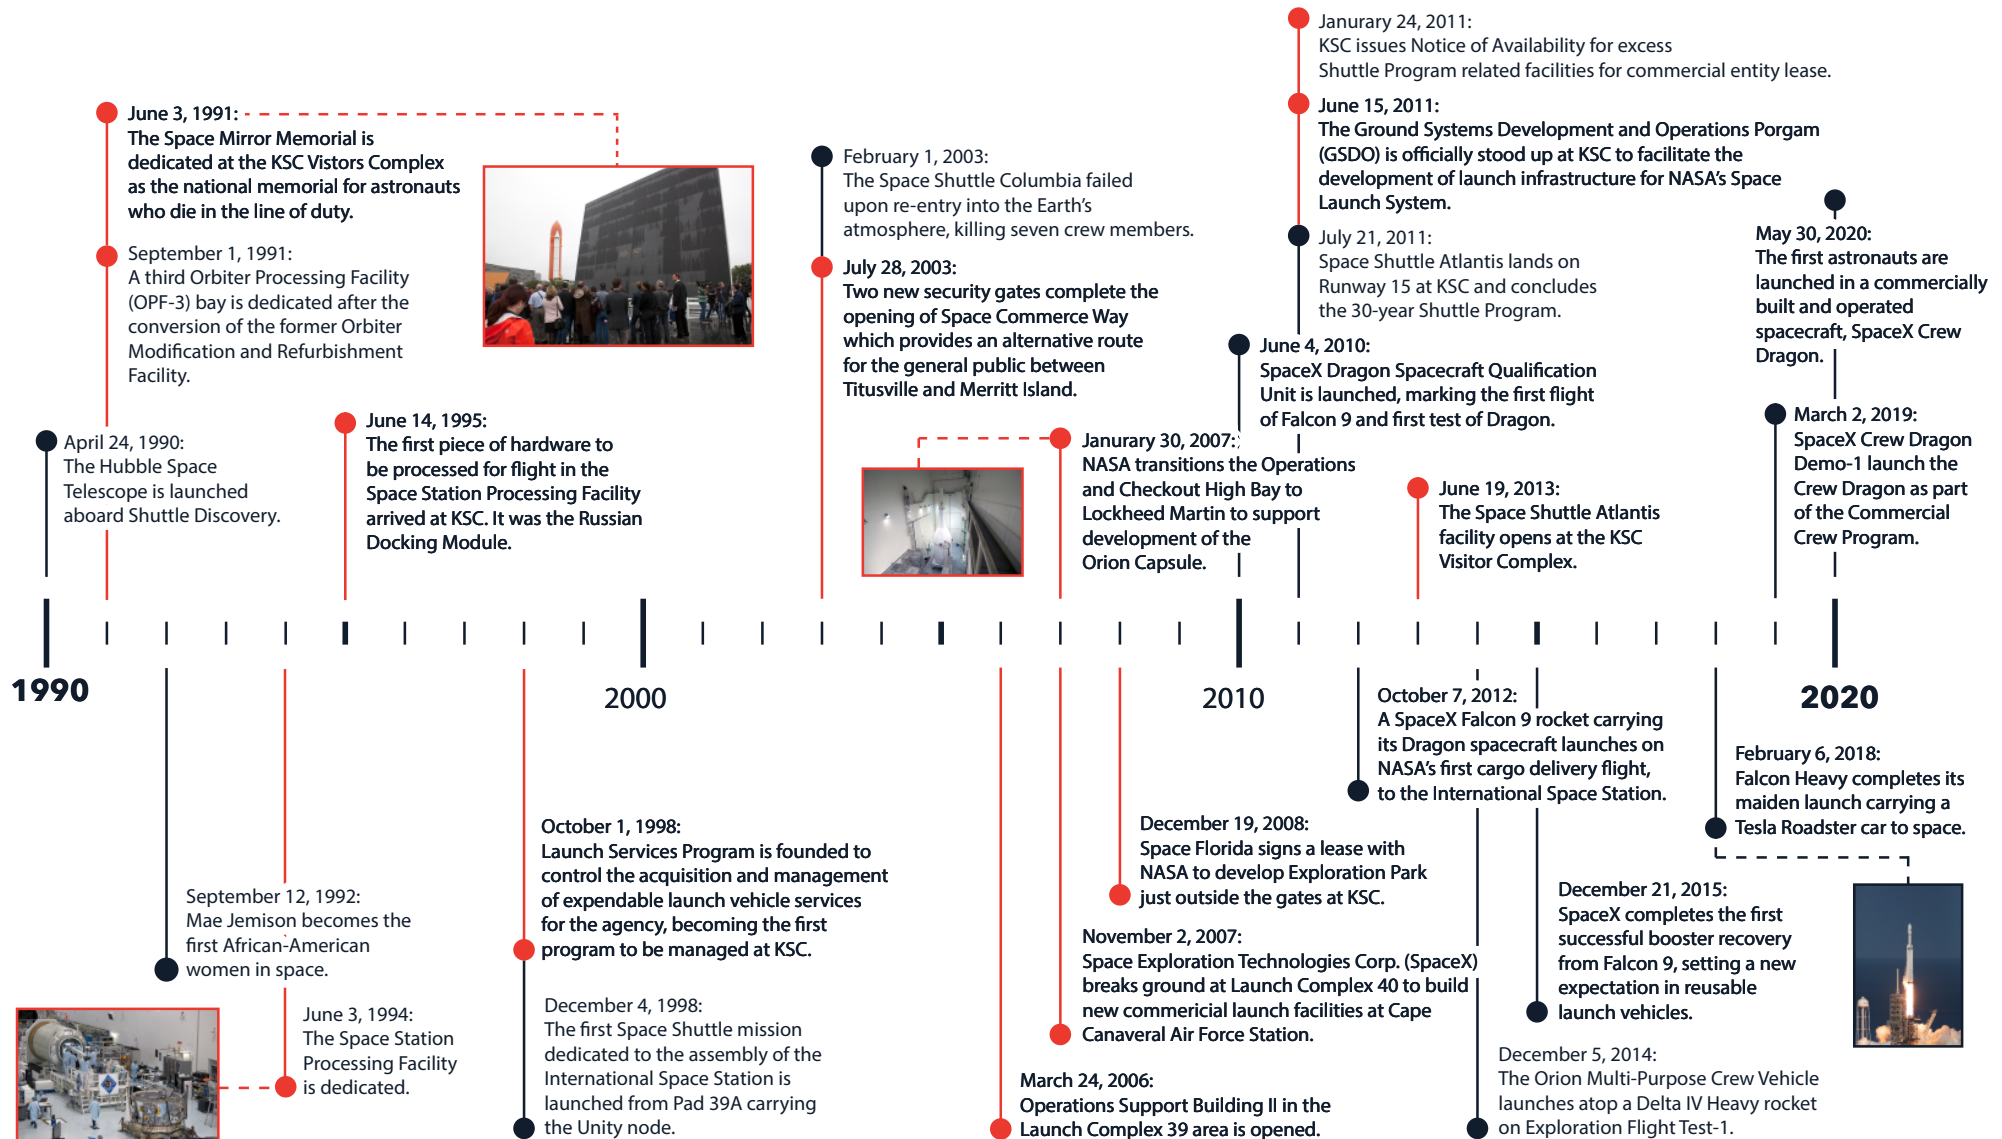 Janurary 24, 2011:
KSC issues Notice of Availability for excess
Shuttle Program related facilities for commercial entity lease.
June 15, 2011:
The Ground Systems Development and Operations Porgam
(GSDO) is officially stood up at KSC to facilitate the
development of launch infrastructure for NASA's Space
Launch System.
July 21, 2011:
Space Shuttle Atlantis lands on
Runway 15 at KSC and concludes
the 30-year Shuttle Program.
June 3, 1991:
The Space Mirror Memorial is
dedicated at the KSC Vistors Complex
as the national memorial for astronauts
who die in the line of duty.
September 1, 1991:
A third Orbiter Processing Facility
(OPF-3) bay is dedicated after the
conversion of the former Orbiter
Modification and Refurbishment
Facility.
April 24, 1990:
The Hubble Space
Telescope is launched
aboard Shuttle Discovery.
June 14, 1995:
The first piece of hardware to
be processed for flight in the
Space Station Processing Facility
arrived at KSC. It was the Russian
Docking Module.
February 1, 2003:
The Space Shuttle Columbia failed
upon re-entry into the Earth's
atmosphere, killing seven crew members.
July 28, 2003:
Two new security gates complete the
opening of Space Commerce Way
which provides an alternative route
for the general public between
Titusville and Merritt Island.
Janurary 30, 2007:
NASA transitions the Operations
and Checkout High Bay to
Lockheed Martin to support
development of the
Orion Capsule.
June 4, 2010:
SpaceX Dragon Spacecraft Qualification
Unit is launched, marking the first flight
of Falcon 9 and first test of Dragon.
June 19, 2013:
The Space Shuttle Atlantis
facility opens at the KSC
Visitor Complex.
May 30, 2020:
The first astronauts are
launched in a commercially
built and operated
spacecraft, SpaceX Crew
Dragon.
March 2, 2019:
SpaceX Crew Dragon
Demo-1 launch the
Crew Dragon as part
of the Commercial
Crew Program.
1990
2000
2010
2020
September 12, 1992:
Mae Jemison becomes the
first African-American
women in space.
June 3, 1994:
The Space Station
Processing Facility
is dedicated.
October 1, 1998:
Launch Services Program is founded to
control the acquisition and management
of expendable launch vehicle services
for the agency, becoming the first
program to be managed at KSC.
December 4, 1998:
The first Space Shuttle mission
dedicated to the assembly of the
International Space Station is
launched from Pad 39A carrying
the Unity node.
December 19, 2008:
Space Florida signs a lease with
NASA to develop Exploration Park
just outside the gates at KSC.
November 2, 2007:
Space Exploration Technologies Corp. (SpaceX)
breaks ground at Launch Complex 40 to build
new commericial launch facilities at Cape
Canaveral Air Force Station.
March 24, 2006:
Operations Support Building II in the
Launch Complex 39 area is opened.
October 7, 2012:
A SpaceX Falcon 9 rocket carrying
its Dragon spacecraft launches on
NASA's first cargo delivery flight,
to the International Space Station.
February 6, 2018:
Falcon Heavy completes its
maiden launch carrying a
Tesla Roadster car to space.
December 21, 2015:
SpaceX completes the first
successful booster recovery
from Falcon 9, setting a new
expectation in reusable
launch vehicles.
December 5, 2014:
The Orion Multi-Purpose Crew Vehicle
launches atop a Delta IV Heavy rocket
on Exploration Flight Test-1.